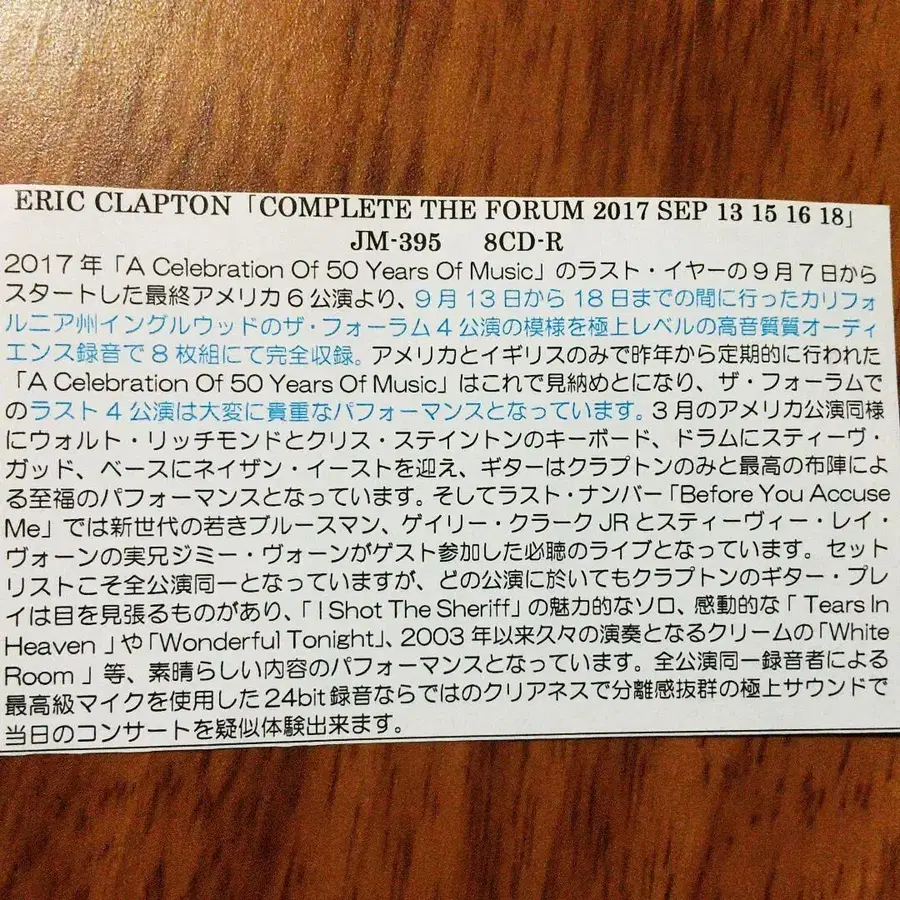 ERIC CLAPTON「COMPLETE THE FORUM 2017 SEP 13 15 16 18」
JM-395 8CD-R
2017年「A Celebration Of 50 Years Of Music」のラスト・イヤーの9月7日から
スタートした最終アメリカ6公演より、9月13日から18日までの間に行ったカリフォ
ルニア州イングルウッドのザ・フォーラム4公演の模様を極上レベルの高音質質オーディ
エンス録音で8枚組にて完全収録。アメリカとイギリスのみで昨年から定期的に行われた
「A Celebration Of 50 Years Of Music」はこれで見納めとになり、ザ・フォーラムで
のラスト4公演は大変に貴重なパフォーマンスとなっています。3月のアメリカ公演同様
にウォルト・リッチモンドとクリス・ステイントンのキーボード、ドラムにスティーヴ・
ガッド、ベースにネイザン・イーストを迎え、ギターはクラプトンのみと最高の布陣によ
る至福のパフォーマンスとなっています。そしてラスト・ナンバー「Before You Accuse
Me」では新世代の若きブルースマン、ゲイリー・クラークJRとスティーヴィー・レイ・
ヴォーンの実兄ジミー・ヴォーンがゲスト参加した必聴のライブとなっています。セット
リストこそ全公演同一となっていますが、どの公演に於いてもクラプトンのギター・プレ
イは目を見張るものがあり、「I Shot The Sheriff」の魅力的なソロ、感動的な「Tears In
Heaven」や「Wonderful Tonight」、2003年以来久々の演奏となるクリームの「White
Room」等、素晴らしい内容のパフォーマンスとなっています。全公演同一録音者による
最高級マイクを使用した24bit録音ならではのクリアネスで分離感抜群の極上サウンドで
当日のコンサートを疑似体験出来ます。